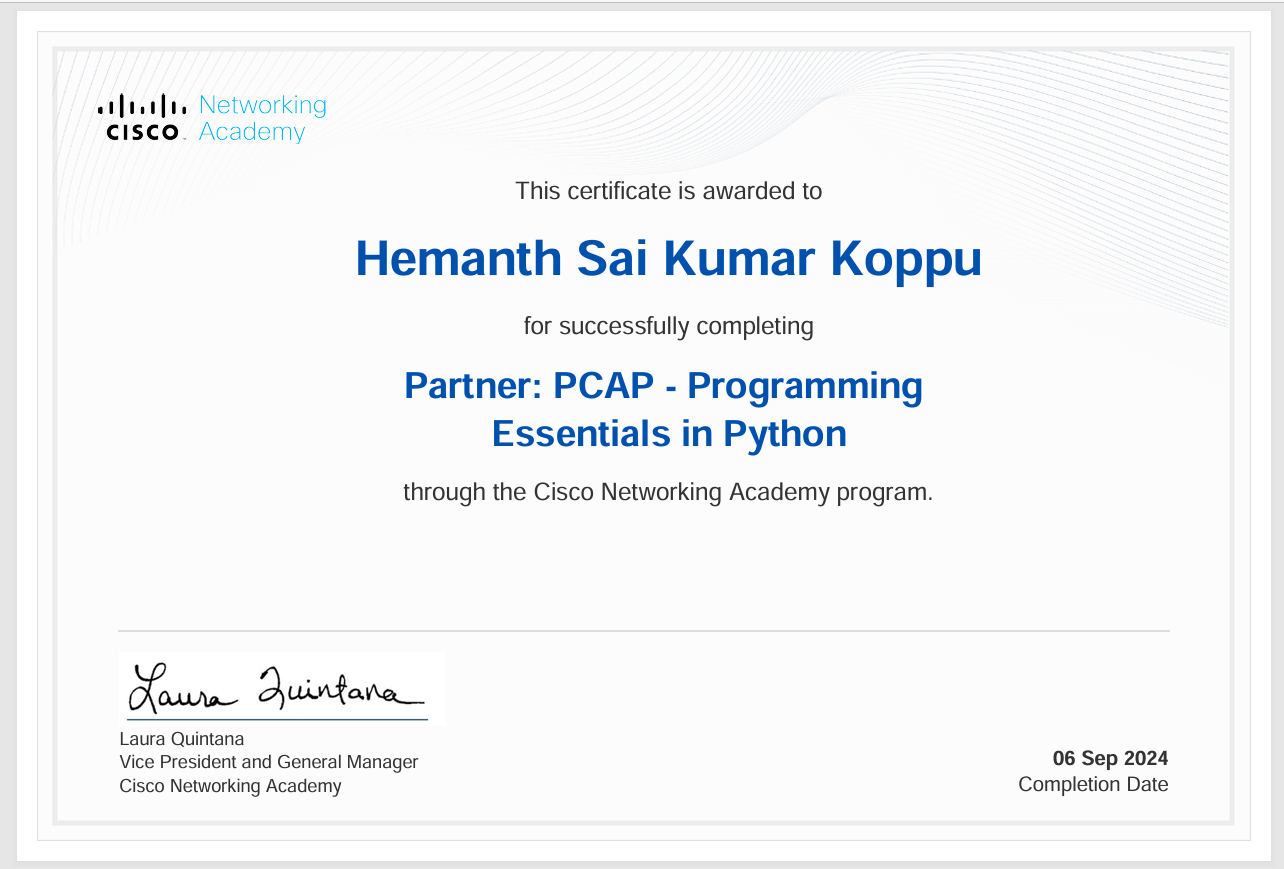 Networking
CISCO Academy
This certificate is awarded to
Hemanth Sai Kumar Koppu
for successfully completing
Partner: PCAP - Programming
Essentials in Python
through the Cisco Networking Academy program.
Laura Quintana
Laura Quintana
Vice President and General Manager
Cisco Networking Academy
06 Sep 2024
Completion Date